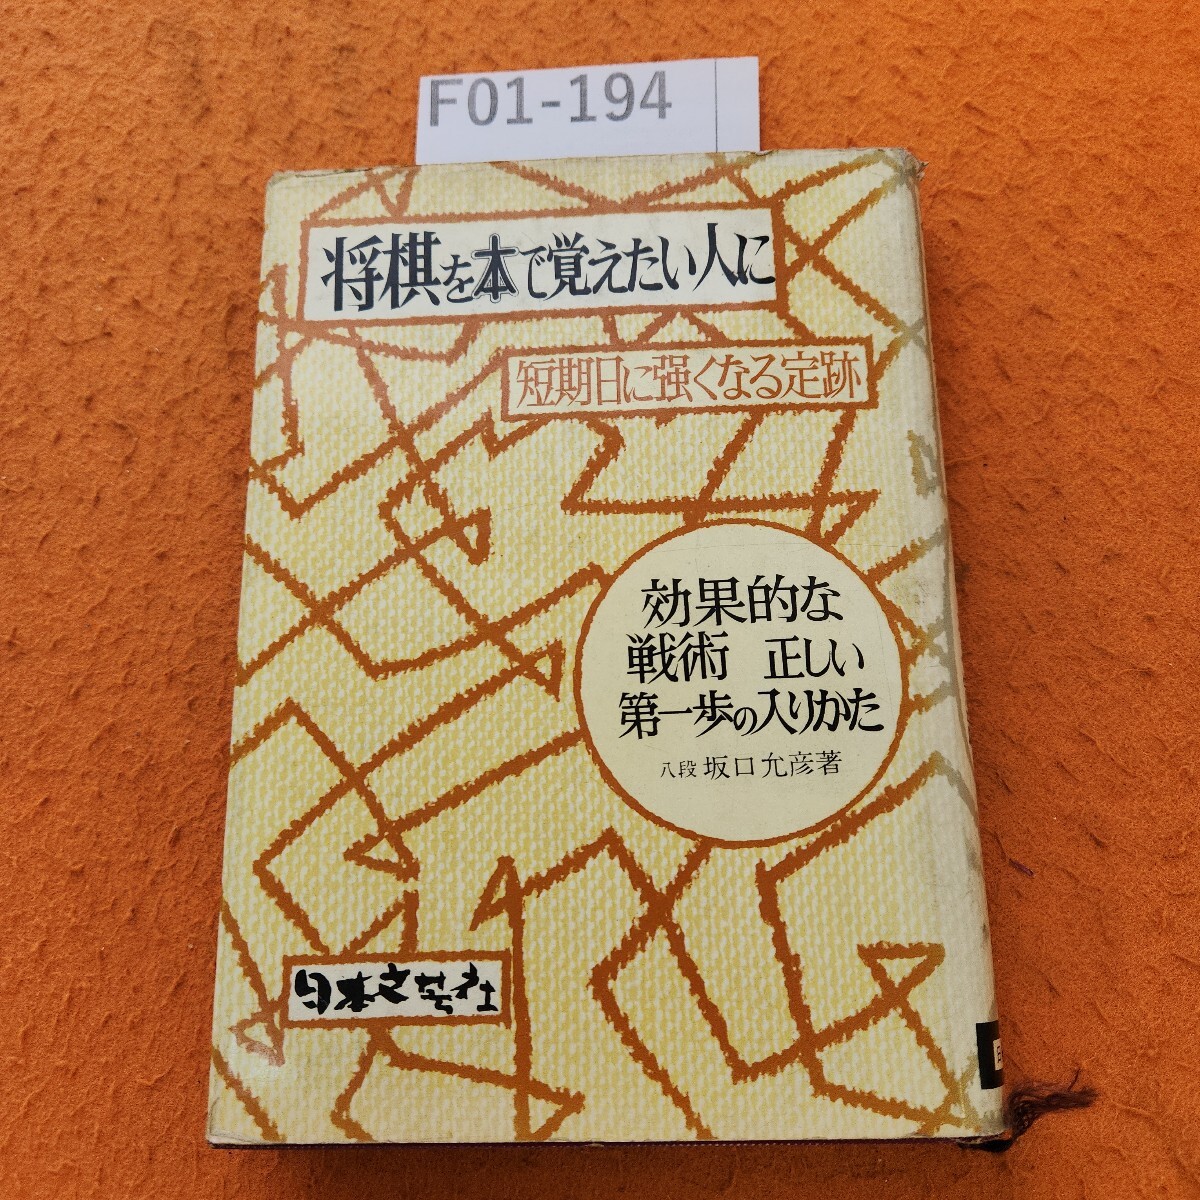 F01-194
将棋を本で覚えたい人に
短期日に強くなる定跡
効果的な
戦術 正しい
第一歩の入りかた
八段 坂口允彦著
日本文芸社